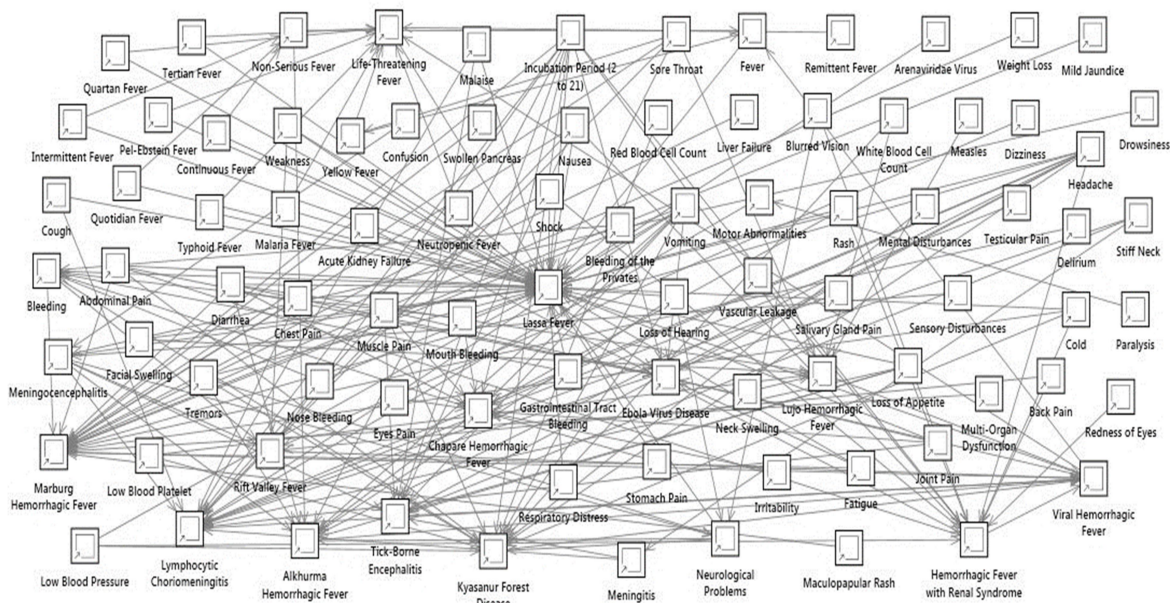 Quartan Fever
Tertian Fever
Non-Serious Fever
Life-Threatening
Fever
Malaise
Incubation Period (2
to 21)
Sore Throat
Fever
Remittent Fever
Arenaviridae Virus
Weight Loss
Mild Jaundice
Intermittent Fever
Pel-Ebstein Fever
Continuous Fever
Weakness
Yellow Fever
Confusion
Swollen Pancreas
Nausea
Red Blood Cell Count
Liver Failure
Blurred Vision
White Blood Cell
Count
Measles
Dizziness
Drowsiness
Headache
Cough
Quotidian Fever
Typhoid Fever
Malaria Fever
Acute Kidney Failure
Neutropenic Fever
Shock
Bleeding of the
Privates
Vomiting
Motor Abnormalities
Rash
Mental Disturbances
Testicular Pain
Delirium
Stiff Neck
Bleeding
Abdominal Pain
Diarrhea
Chest Pain
Muscle Pain
Mouth Bleeding
Lassa Fever
Loss of Hearing
Vascular Leakage
Salivary Gland Pain
Sensory Disturbances
Cold
Paralysis
Meningocencephalitis
Facial Swelling
Tremors
Nose Bleeding
Eyes Pain
Chapare Hemorrhagic
Fever
Gastrointestinal Tract
Bleeding
Ebola Virus Disease
Neck Swelling
Lujo Hemorrhagic
Fever
Loss of Appetite
Multi-Organ
Dysfunction
Back Pain
Redness of Eyes
Marburg
Hemorrhagic Fever
Low Blood Platelet
Rift Valley Fever
Respiratory Distress
Stomach Pain
Irritability
Fatigue
Joint Pain
Viral Hemorrhagic
Fever
Low Blood Pressure
Lymphocytic
Choriomeningitis
Alkhurma
Hemorrhagic Fever
Tick-Borne
Encephalitis
Kyasanur Forest
Disease
Meningitis
Neurological
Problems
Maculopapular Rash
Hemorrhagic Fever
with Renal Syndrome